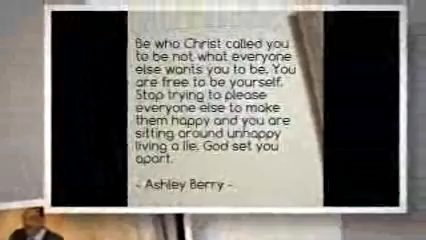 Be who Christ called you
to be not what everyone
else wants you to be. You
are free to be yourself.
Stop trying to please
everyone else to make
them happy and you are
sitting around unhappy
living a lie. God set you
apart.
- Ashley Berry -